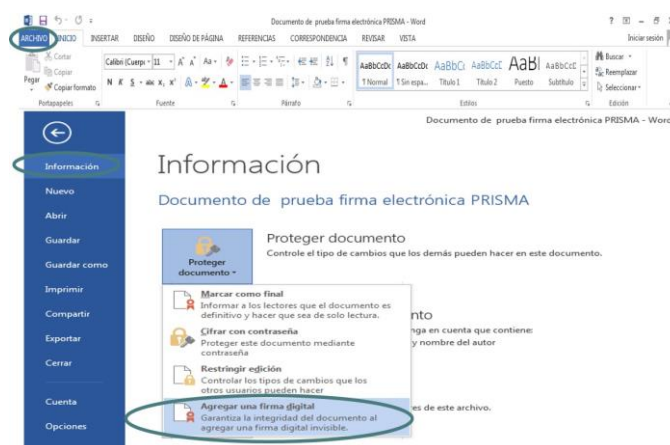 Documento de prueba firma electrónica PRISMA - Word
Iniciar sesión
ARCHIVO INICIO INSERTAR DISEÑO DISEÑO DE PÁGINA REFERENCIAS CORRESPONDENCIA REVISAR VISTA
Pegar
Cortar
Copiar
Copiar formato
Portapapeles
Calibri (Cuerpo 11
N K S abc x, x² A
Fuente
Párrafo
AaBbCcDc AaBbCcDc AaBbCc AaBbCcC AaBl AaBbCcC
¶ Normal ¶ Sin espa... Título 1 Título 2 Puesto Subtítulo
Estilos
Buscar
Reemplazar
Seleccionar
Edición
Documento de prueba firma electrónica PRISMA - Word
Información
Nuevo
Abrir
Guardar
Guardar como
Imprimir
Compartir
Exportar
Cerrar
Cuenta
Opciones
Información
Documento de prueba firma electrónica PRISMA
Proteger
documento
Proteger documento
Controle el tipo de cambios que los demás pueden hacer en este documento.
Marcar como final
Informar a los lectores que el documento es
definitivo y hacer que sea de solo lectura.
Cifrar con contraseña
Proteger este documento mediante
contraseña
Restringir edición
Controlar los tipos de cambios que los
otros usuarios pueden hacer
Agregar una firma digital
Garantiza la integridad del documento al
agregar una firma digital invisible.
nto
nga en cuenta que contiene:
y nombre del autor
es de este archivo.